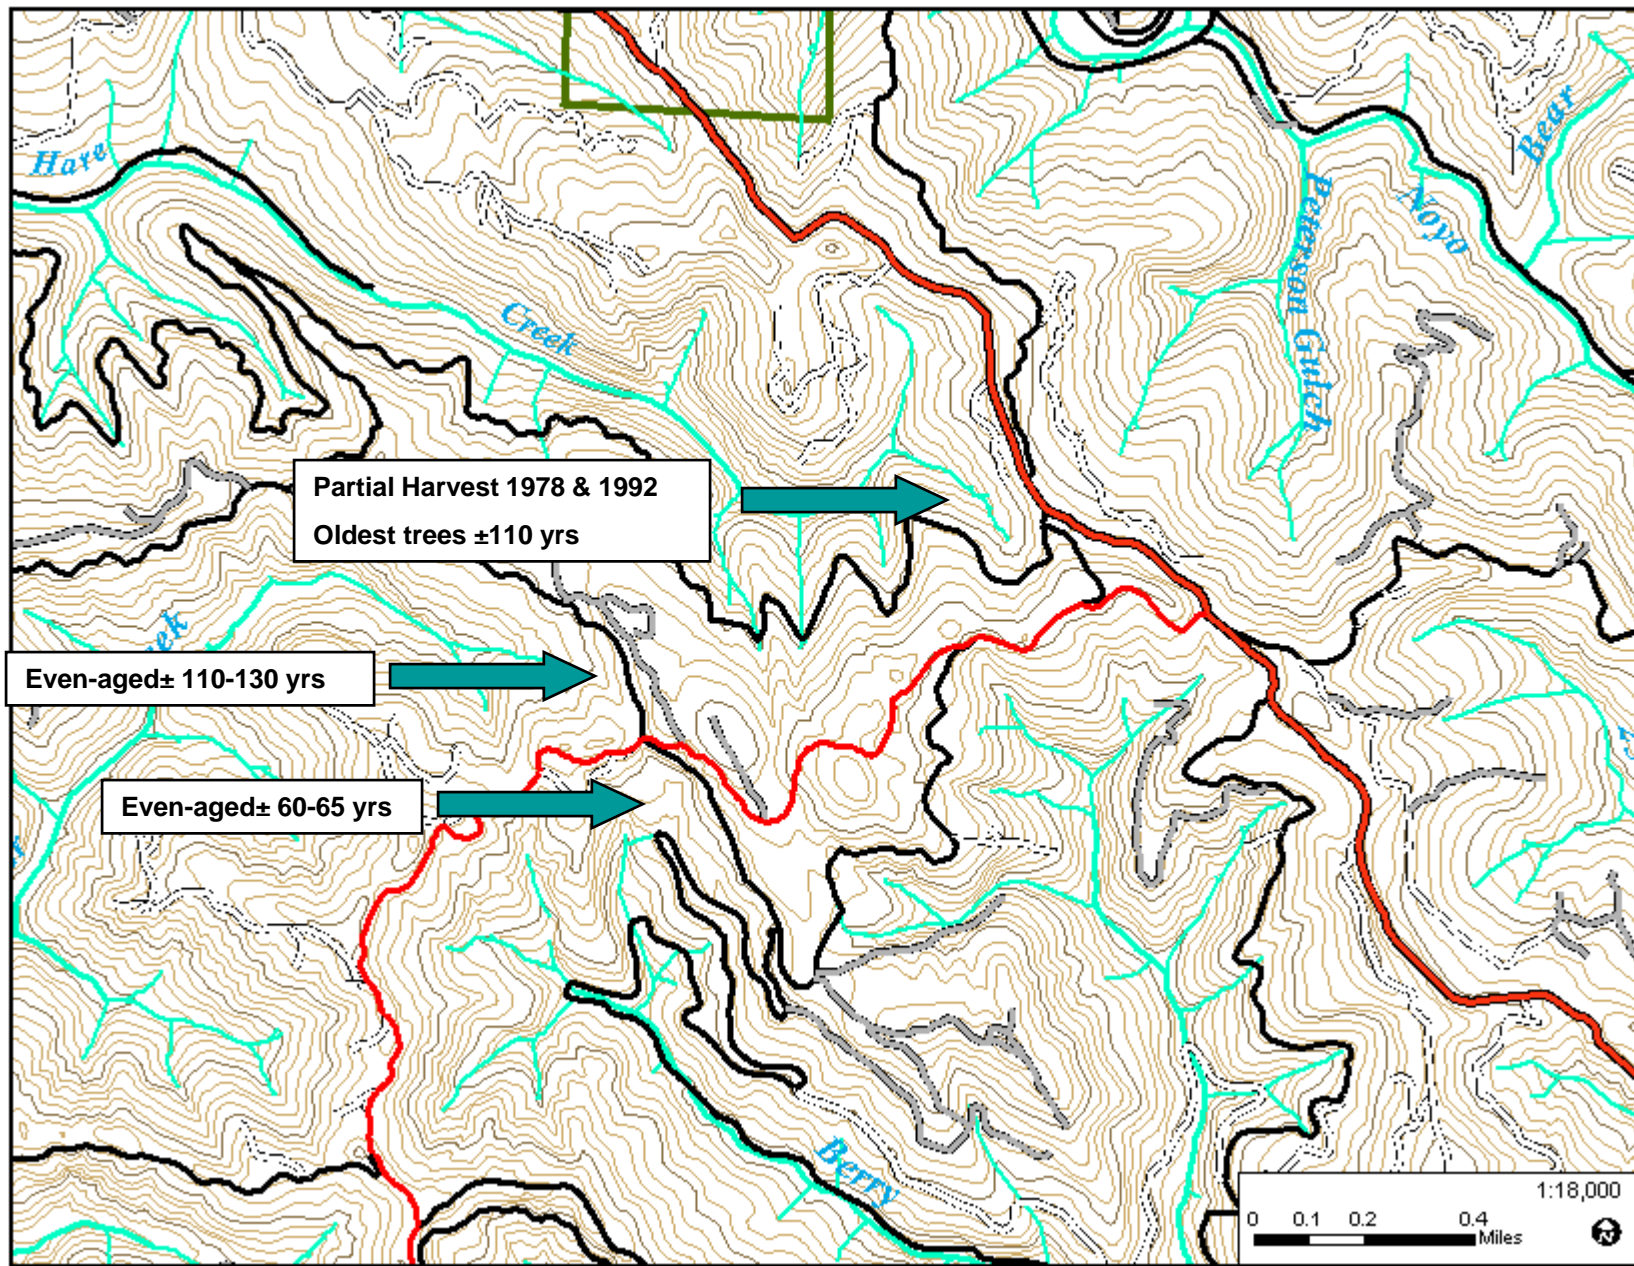 Hare
Bear
Peterson Gulch
Noyo
Creek
Partial Harvest 1978 & 1992
Oldest trees ±110 yrs
Even-aged± 110-130 yrs
Even-aged± 60-65 yrs
Berry
1:18,000
0 0.1 0.2 0.4
Miles
N